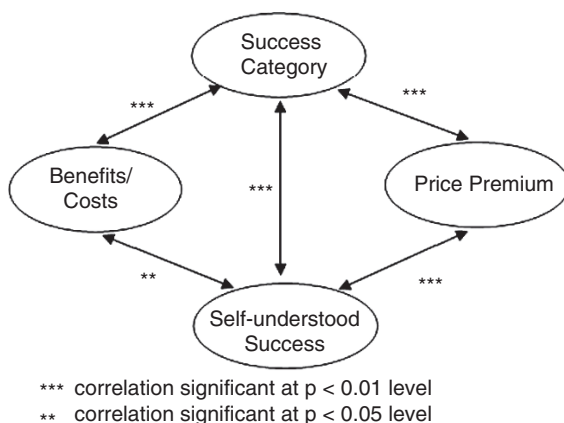 Success
Category
***
***
Benefits/
Costs
***
Price Premium
**
***
Self-understood
Success
*** correlation significant at p < 0.01 level
** correlation significant at p < 0.05 level